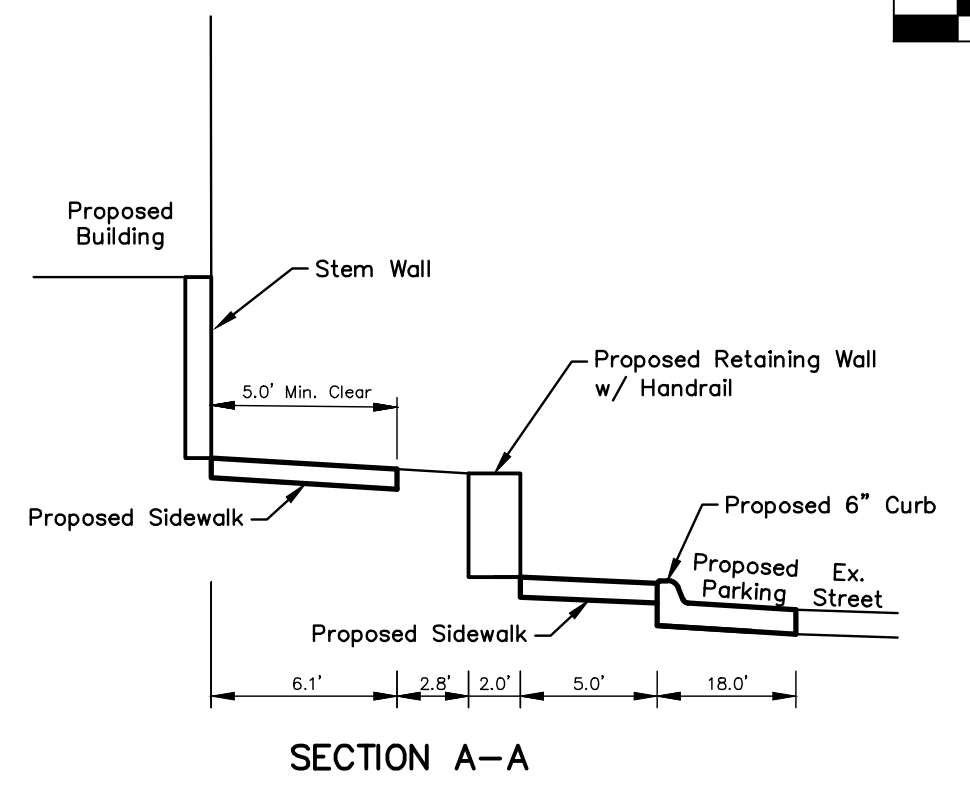 Proposed
Building
Stem Wall
5.0' Min. Clear
Proposed Retaining Wall
w/ Handrail
Proposed Sidewalk
Proposed 6” Curb
Proposed
Parking
Ex.
Street
Proposed Sidewalk
6.1'
2.8'
2.0'
5.0'
18.0'
SECTION A-A